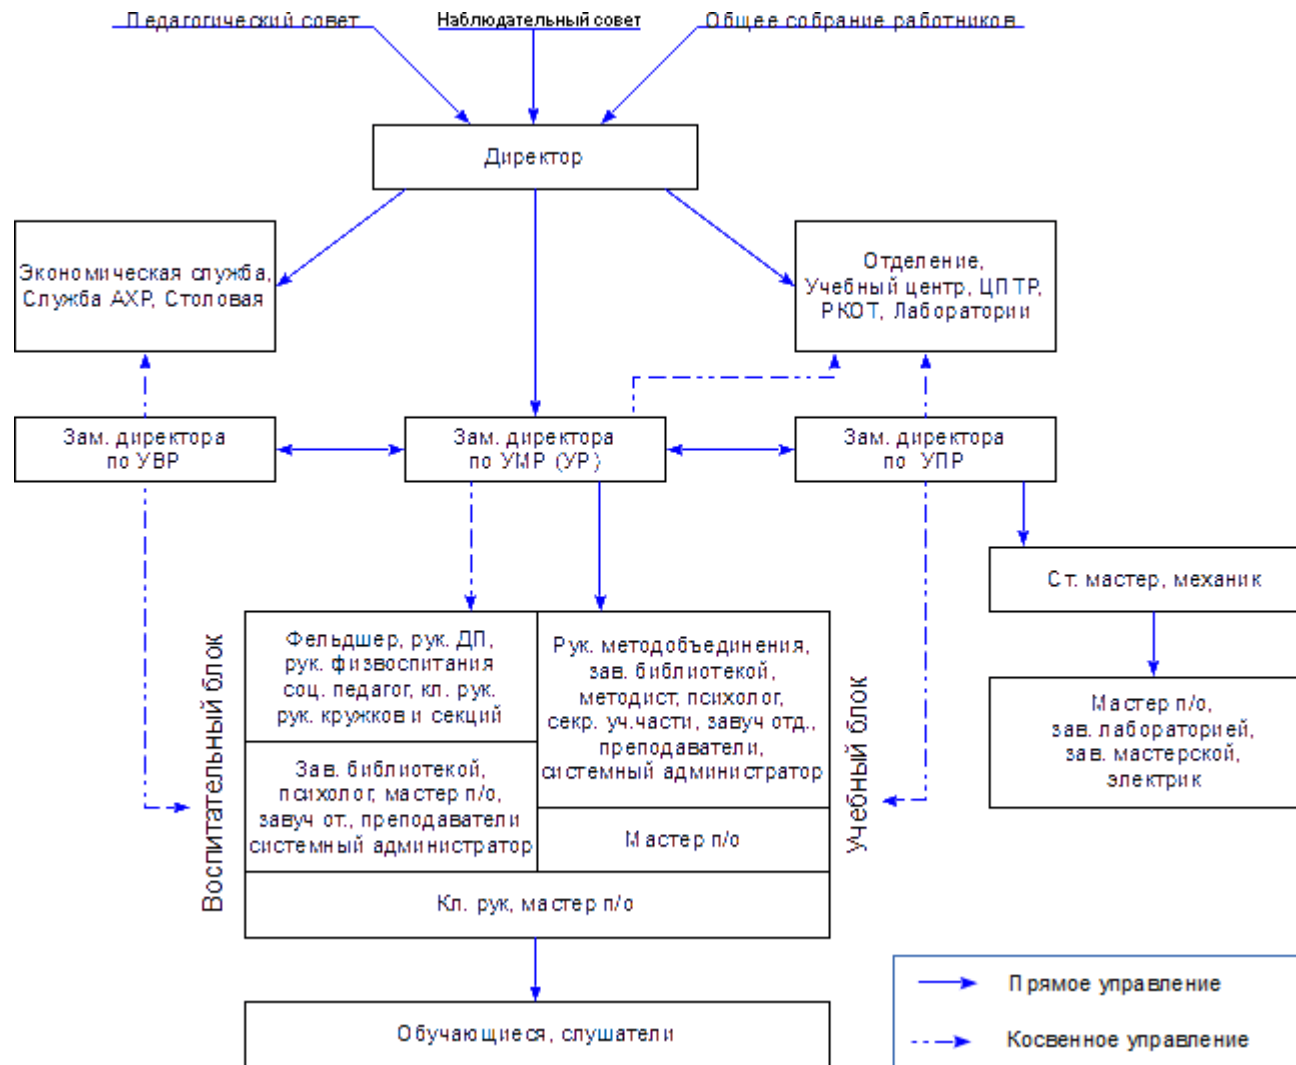 Педагогический совет
Наблюдательный совет
Общее собрание работников
Директор
Экономическая служба,
Служба АХР, Столовая
Отделение,
Учебный центр, ЦПТР,
РКОТ, Лаборатории
Зам. директора
по УВР
Зам. директора
по УМР (УР)
Зам. директора
по УПР
Ст. мастер, механик
Воспитательный блок
Фельдшер, рук. ДП,
рук. физвоспитания
соц. педагог, кл. рук.
рук. кружков и секций
Рук. методобъединения,
зав. библиотекой,
методист, психолог,
секр. уч.части, завуч отд.,
преподаватели,
системный администратор
Учебный блок
Мастер п/о,
зав. лабораторией,
зав. мастерской,
электрик
Зав. библиотекой,
психолог, мастер п/о,
завуч от., преподаватели
системный администратор
Мастер п/о
Кл. рук, мастер п/о
Обучающиеся, слушатели
Прямое управление
Косвенное управление